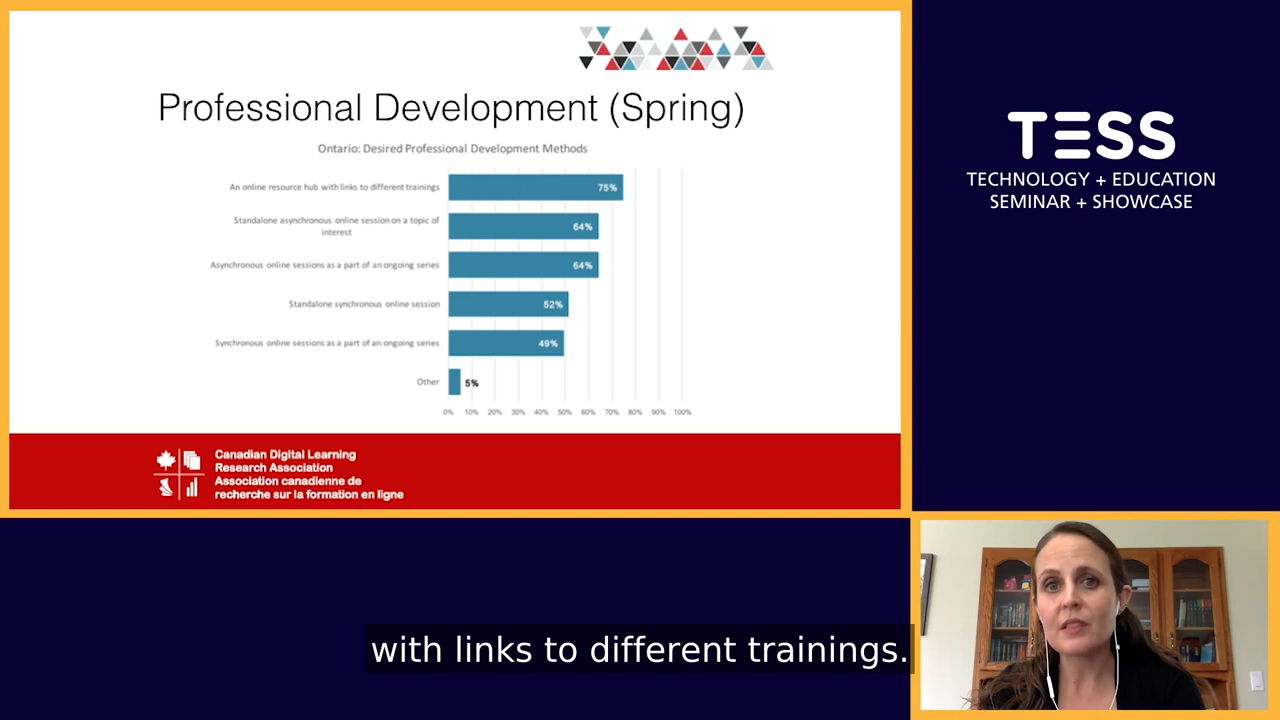 Professional Development (Spring)
Ontario: Desired Professional Development Methods
An online resource hub with links to different trainings
75%
Standalone asynchronous online session on a topic of
interest
64%
Asynchronous online sessions as a part of an ongoing series
64%
Standalone synchronous online session
52%
Synchronous online sessions as a part of an ongoing series
49%
Other
5%
0% 10% 20% 30% 40% 50% 60% 70% 80% 90% 100%
Canadian Digital Learning
Research Association
Association canadienne de
recherche sur la formation en ligne
TESS
TECHNOLOGY + EDUCATION
SEMINAR + SHOWCASE
with links to different trainings.